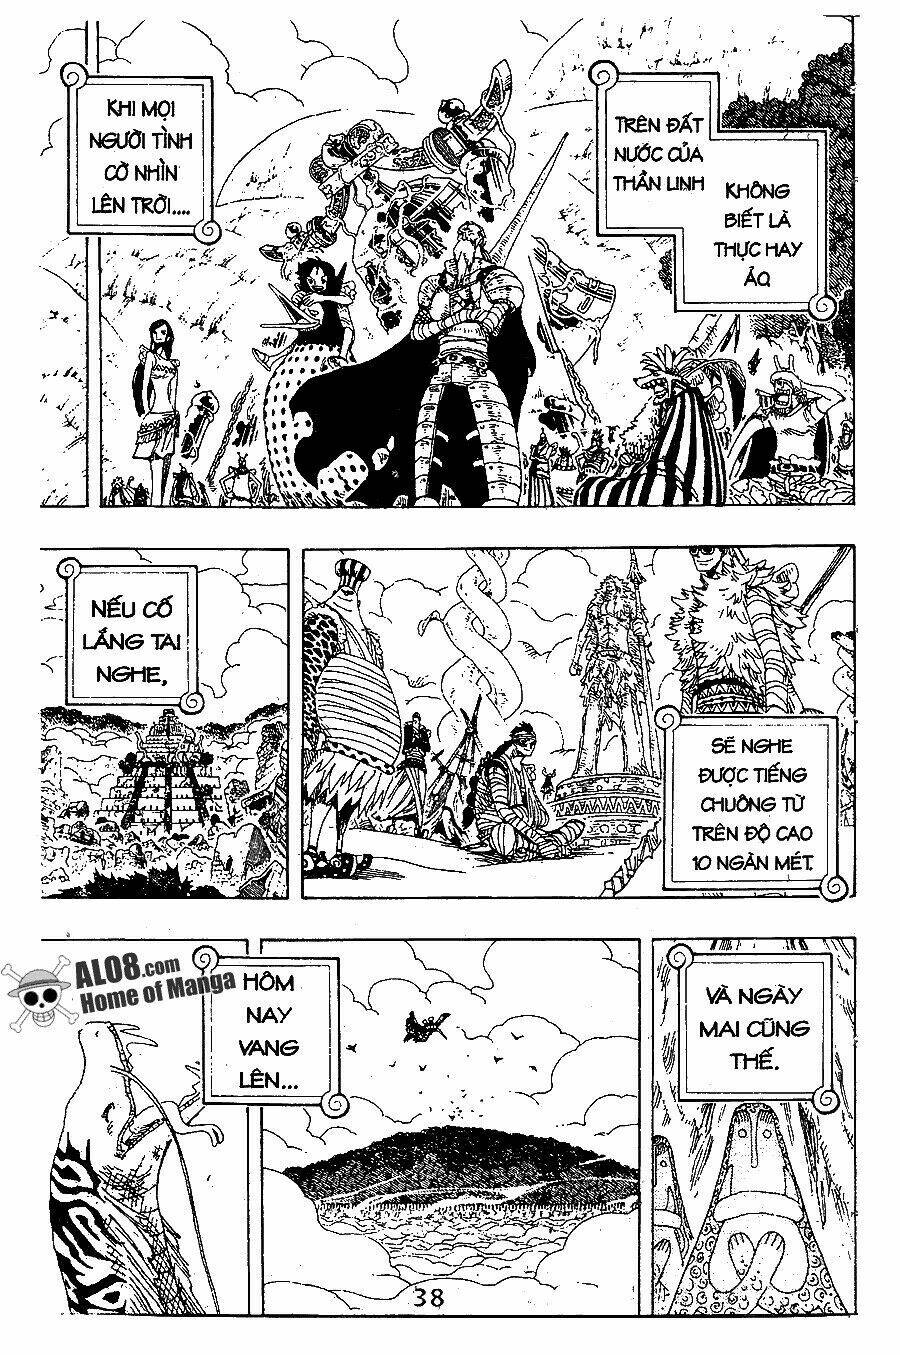 KHI MỌI
NGƯỜI TÌNH
CỜ NHÌN
LÊN TRỜI....
TRÊN ĐẤT
NƯỚC CỦA
THẦN LINH
KHÔNG
BIẾT LÀ
THỰC HAY
ẢO
NẾU CỐ
LẮNG TAI
NGHE,
SẼ NGHE
ĐƯỢC TIẾNG
CHUÔNG TỪ
TRÊN ĐỘ CAO
10 NGÀN MÉT.
ALO8.com
Home of Manga
HÔM
NAY
VANG
LÊN...
VÀ NGÀY
MAI CŨNG
THẾ.
38